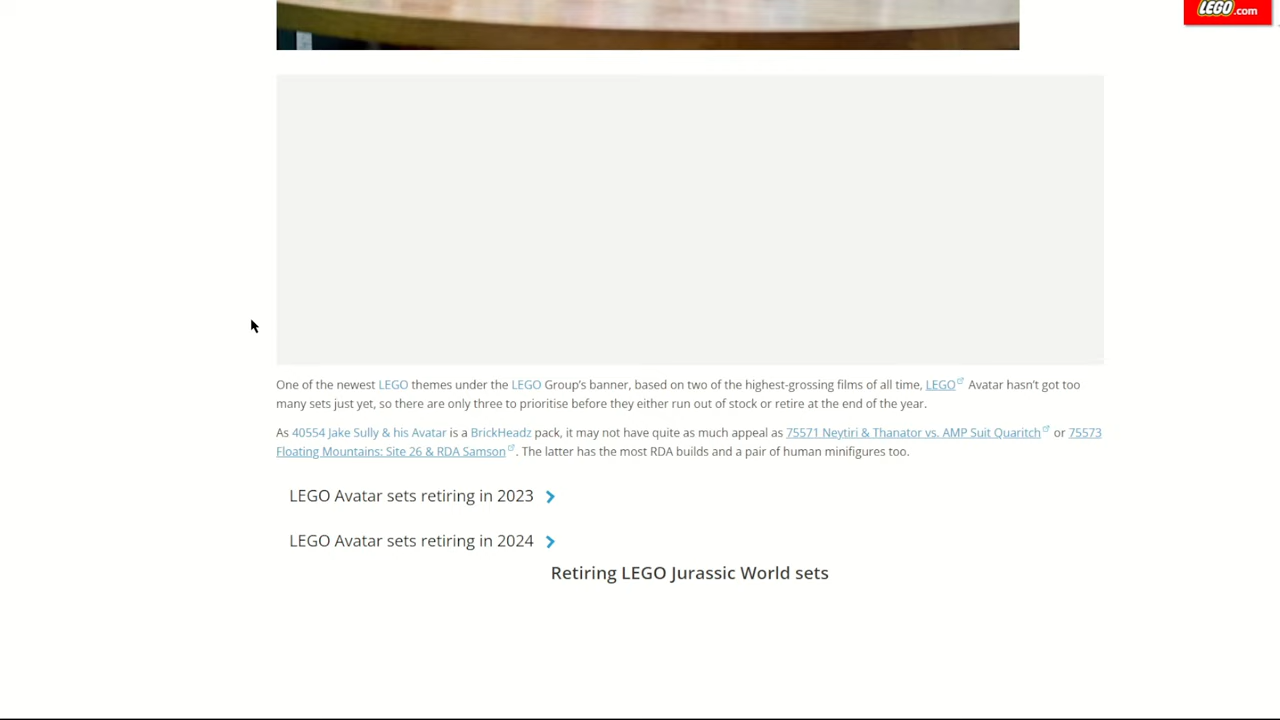 LEGO.com
One of the newest LEGO themes under the LEGO Group's banner, based on two of the highest-grossing films of all time, LEGO Avatar hasn't got too
many sets just yet, so there are only three to prioritise before they either run out of stock or retire at the end of the year.
As 40554 Jake Sully & his Avatar is a BrickHeadz pack, it may not have quite as much appeal as 75571 Neytiri & Thanator vs. AMP Suit Quaritch or 75573
Floating Mountains: Site 26 & RDA Samson. The latter has the most RDA builds and a pair of human minifigures too.
LEGO Avatar sets retiring in 2023
LEGO Avatar sets retiring in 2024
Retiring LEGO Jurassic World sets